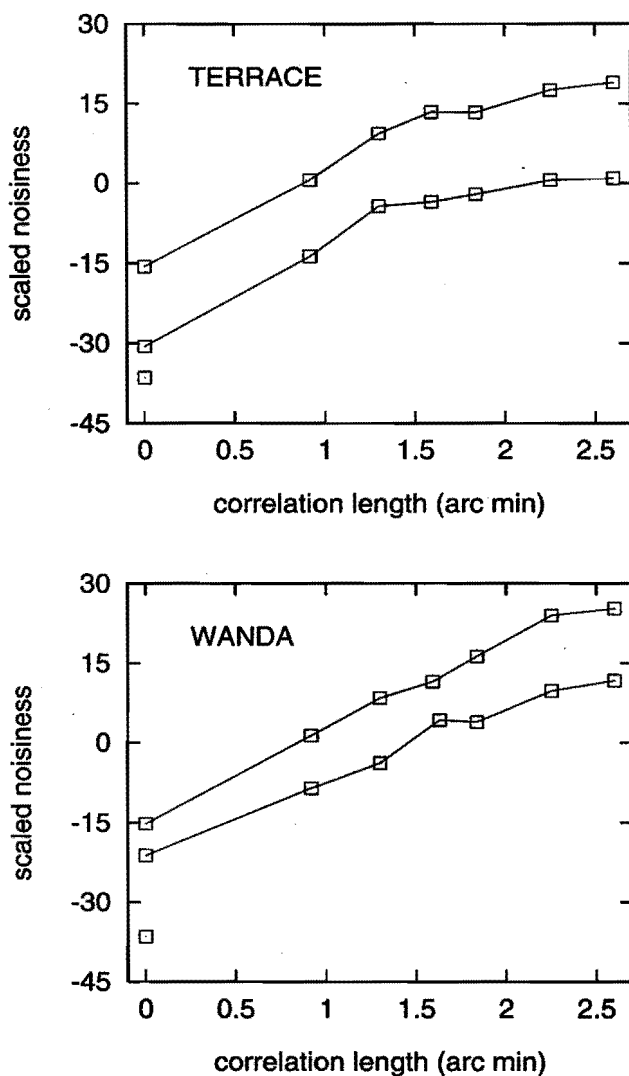 30
15
0
-15
-30
-45
scaled noisiness
TERRACE
0 0.5 1 1.5 2 2.5
correlation length (arc min)
30
15
0
-15
-30
-45
scaled noisiness
WANDA
0 0.5 1 1.5 2 2.5
correlation length (arc min)